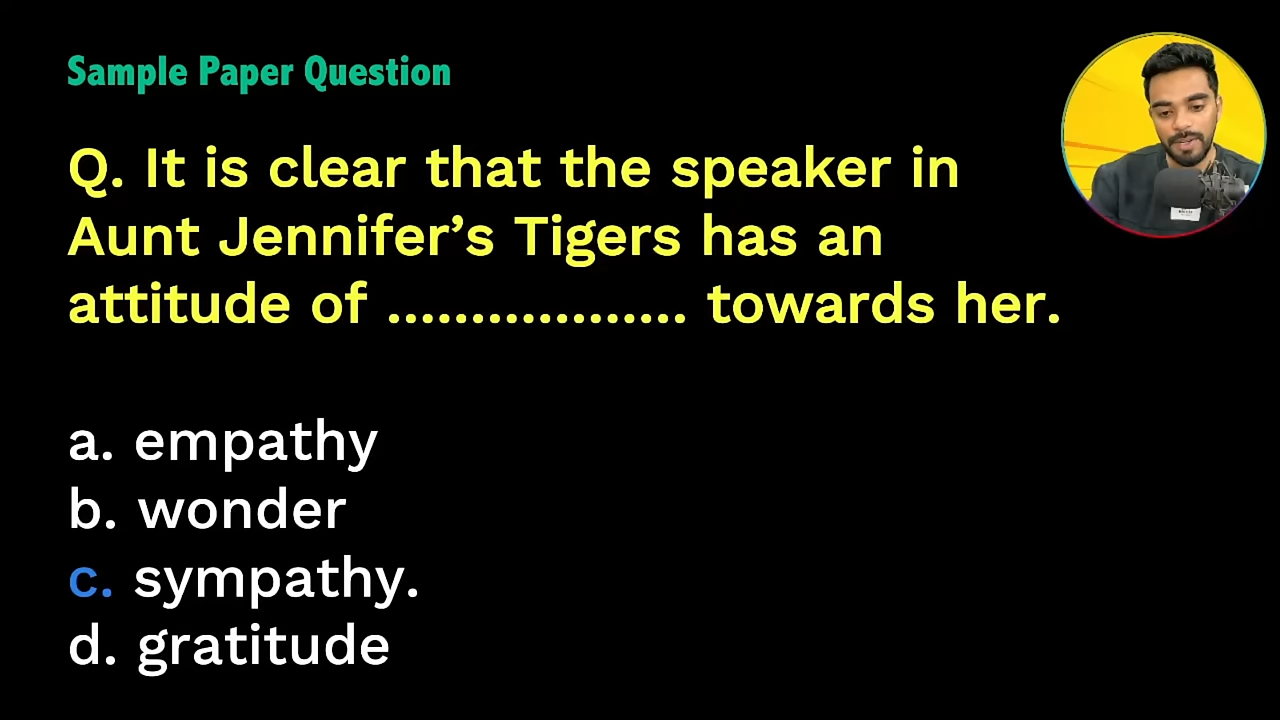 Sample Paper Question
Q. It is clear that the speaker in
Aunt Jennifer’s Tigers has an
attitude of .................. towards her.
a. empathy
b. wonder
c. sympathy.
d. gratitude